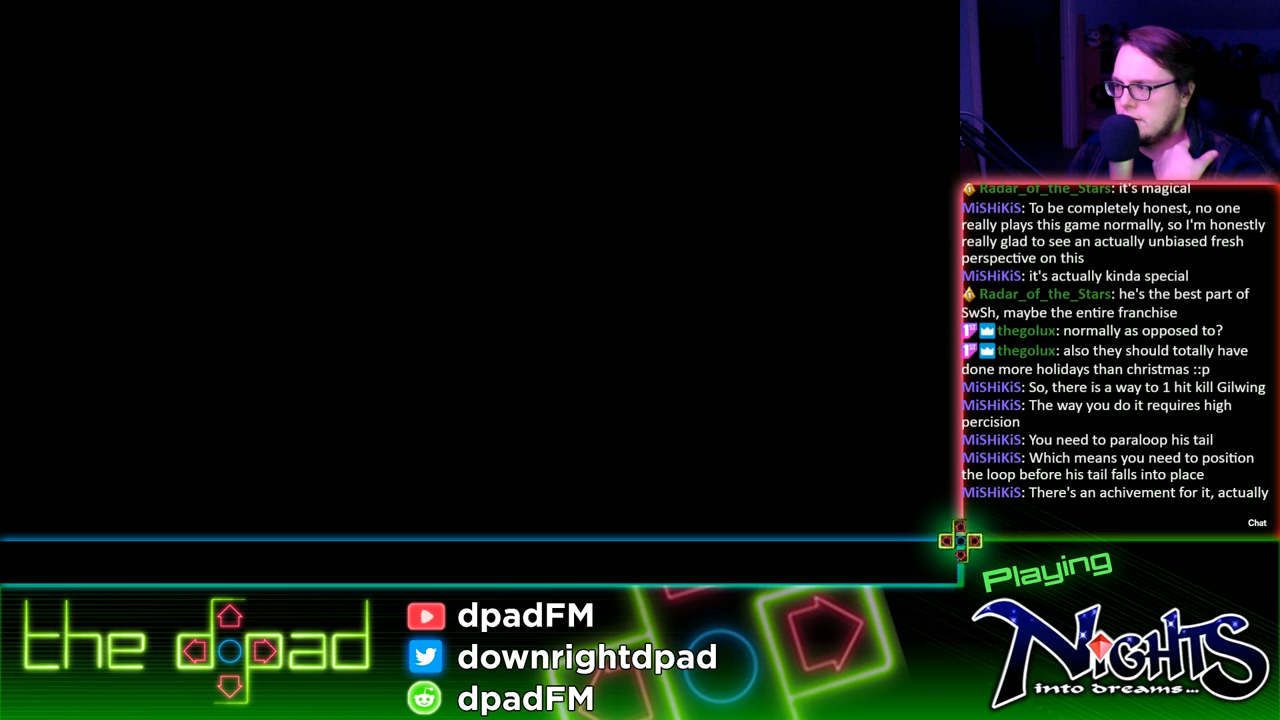 Radar_of_the_Stars: it's magical
MiSHiKiS: To be completely honest, no one
really plays this game normally, so I'm honestly
really glad to see an actually unbiased fresh
perspective on this
MiSHiKiS: it's actually kinda special
Radar_of_the_Stars: he's the best part of
SwSh, maybe the entire franchise
1ST thegolux: normally as opposed to?
1ST thegolux: also they should totally have
done more holidays than christmas ::p
MiSHiKiS: So, there is a way to 1 hit kill Gilwing
MiSHiKiS: The way you do it requires high
percision
MiSHiKiS: You need to paraloop his tail
MiSHiKiS: Which means you need to position
the loop before his tail falls into place
MiSHiKiS: There's an achivement for it, actually
Chat
Playing
NiGHTS
into dreams...
the dpad
dpadFM
downrightdpad
dpadFM